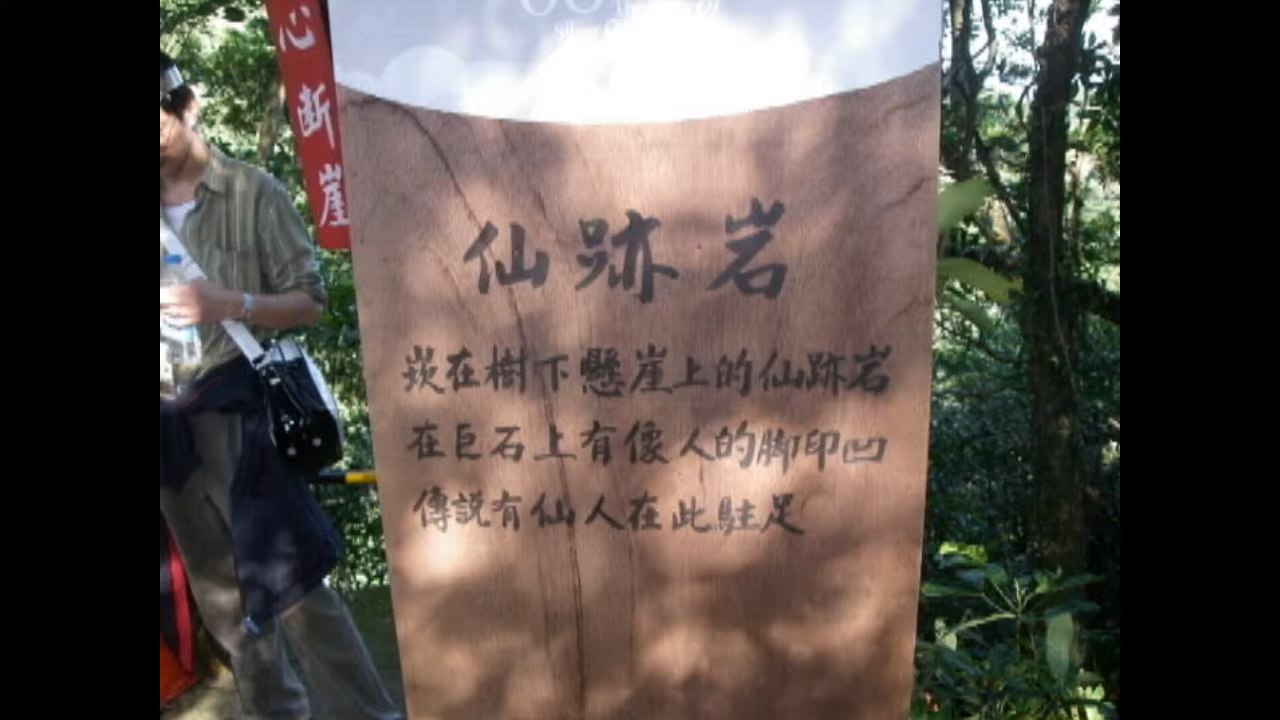 心断崖
仙跡岩
崁在樹下懸崖上的仙跡岩
在巨石上有像人的腳印凹
傳說有仙人在此駐足